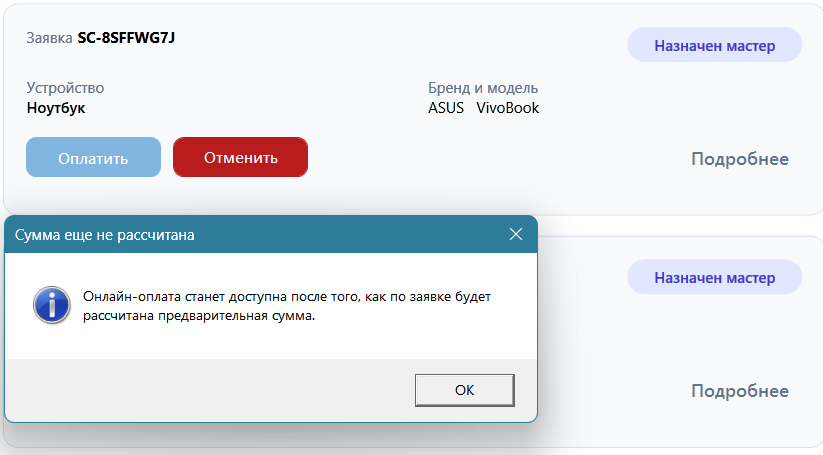 Заявка SC-8SFFWG7J
Назначен мастер
Устройство
Бренд и модель
Ноутбук
ASUS VivoBook
Оплатить
Отменить
Подробнее
Сумма еще не рассчитана
Назначен мастер
Онлайн-оплата станет доступна после того, как по заявке будет
рассчитана предварительная сумма.
ОК
Подробнее